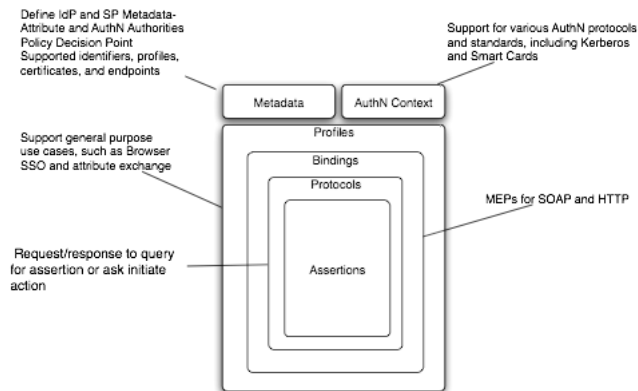 Define IdP and SP Metadata-
Attribute and AuthN Authorities
Policy Decision Point
Supported identifiers, profiles,
certificates, and endpoints
Support for various AuthN protocols
and standards, including Kerberos
and Smart Cards
Metadata
AuthN Context
Profiles
Support general purpose
use cases, such as Browser
SSO and attribute exchange
Bindings
Protocols
MEPs for SOAP and HTTP
Request/response to query
for assertion or ask initiate
action
Assertions